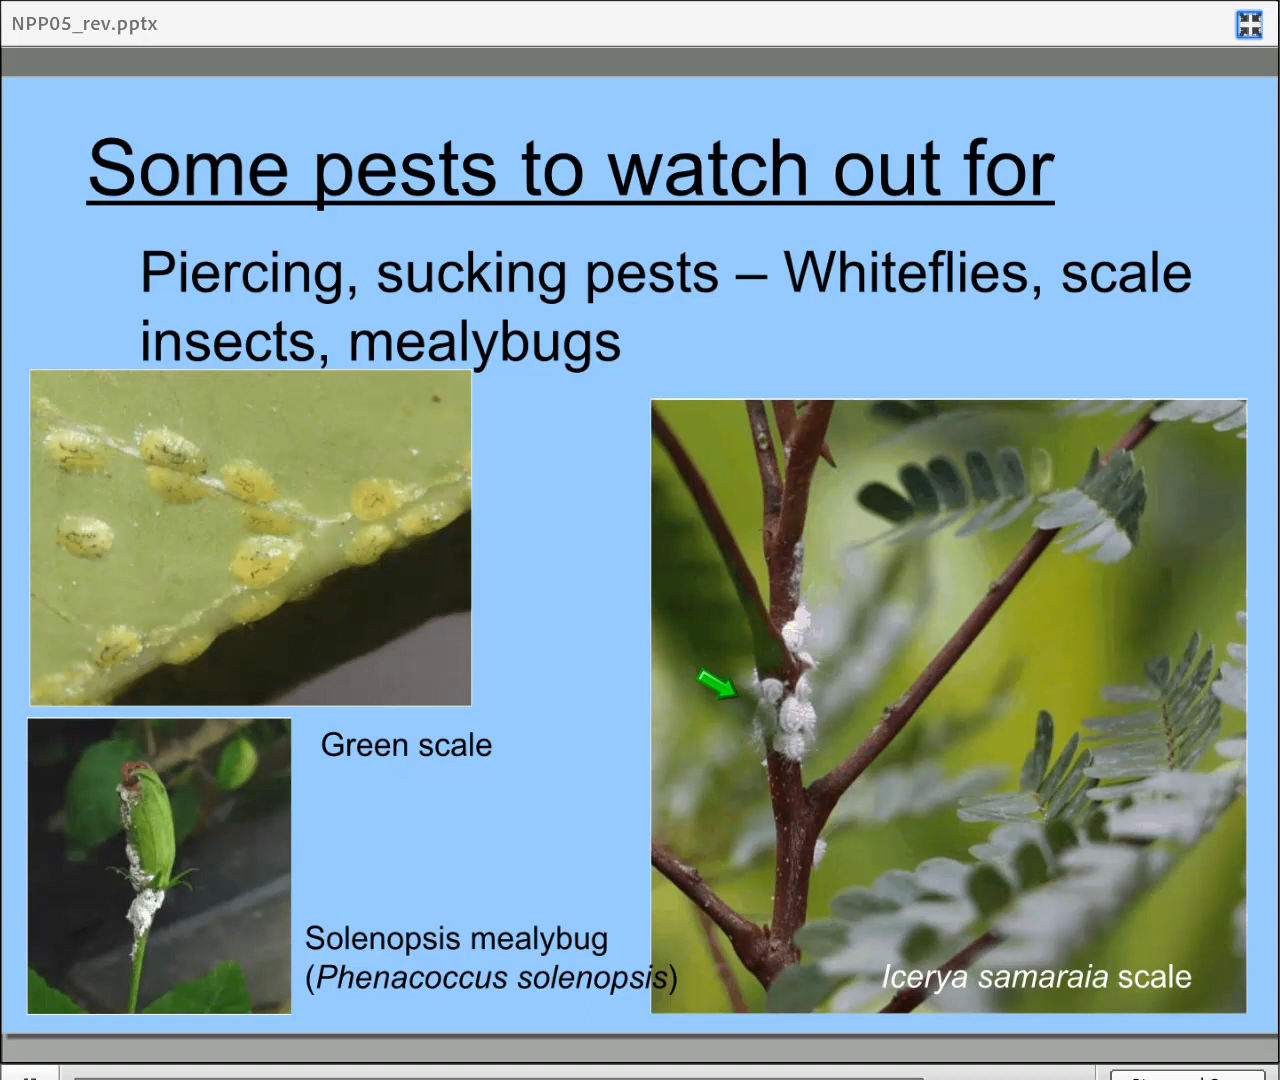 NPP05_rev.pptx
Some pests to watch out for
Piercing, sucking pests – Whiteflies, scale
insects, mealybugs
Green scale
Solenopsis mealybug
(Phenacoccus solenopsis)
Icerya samaraia scale